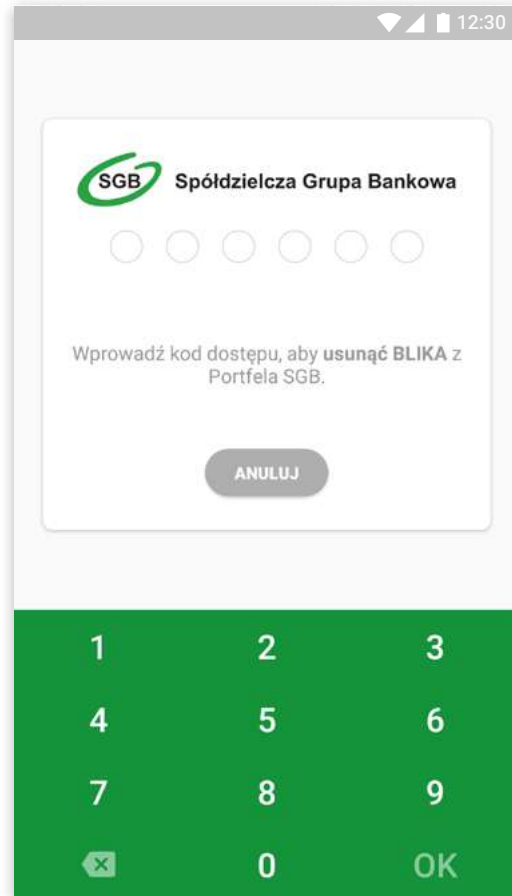 12:30
SGB Spółdzielcza Grupa Bankowa
Wprowadź kod dostępu, aby usunąć BLIKA z
Portfela SGB.
ANULUJ
1 2 3
4 5 6
7 8 9
0 OK